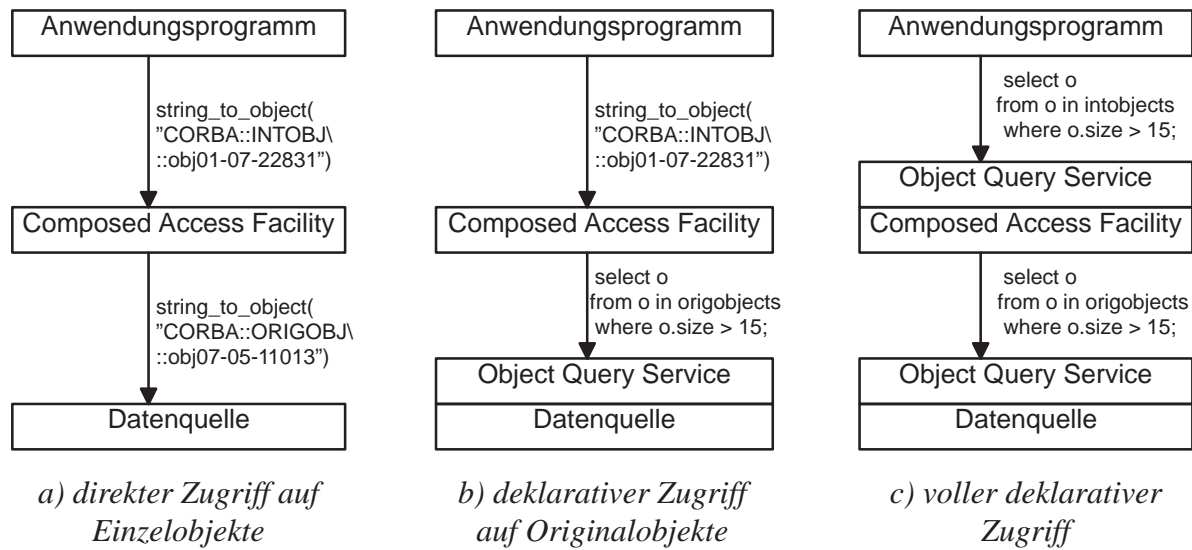 Anwendungsprogramm
string_to_object(
"CORBA::INTOBJ\
::obj01-07-22831")
Composed Access Facility
string_to_object(
"CORBA::ORIGOBJ\
::obj07-05-11013")
Datenquelle
a) direkter Zugriff auf
Einzelobjekte
Anwendungsprogramm
string_to_object(
"CORBA::INTOBJ\
::obj01-07-22831")
Composed Access Facility
select o
from o in origobjects
where o.size > 15;
Object Query Service
Datenquelle
b) deklarativer Zugriff
auf Originalobjekte
Anwendungsprogramm
select o
from o in intobjects
where o.size > 15;
Object Query Service
Composed Access Facility
select o
from o in origobjects
where o.size > 15;
Object Query Service
Datenquelle
c) voller deklarativer
Zugriff